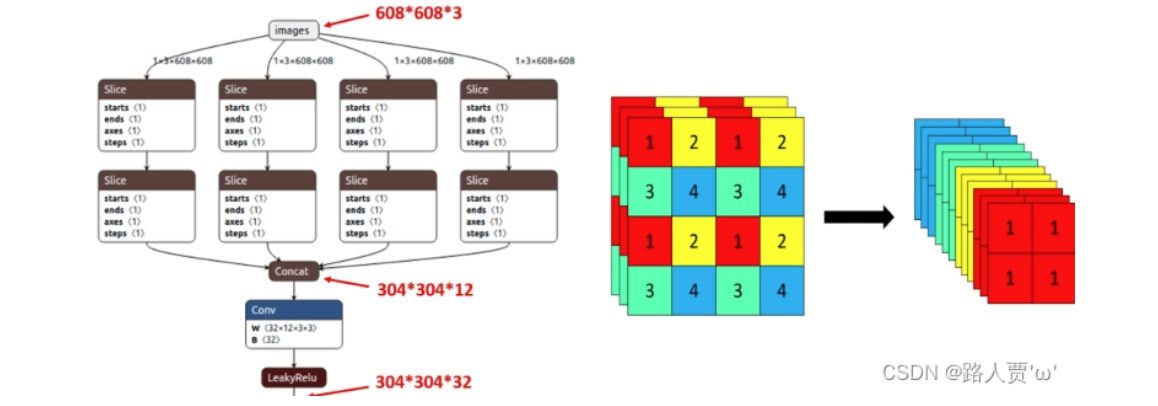 608*608*3
images
1×3×608×608 1×3×608×608 1×3×608×608 1×3×608×608
Slice Slice Slice Slice
starts ⟨1⟩ starts ⟨1⟩ starts ⟨1⟩ starts ⟨1⟩
ends ⟨1⟩ ends ⟨1⟩ ends ⟨1⟩ ends ⟨1⟩
axes ⟨1⟩ axes ⟨1⟩ axes ⟨1⟩ axes ⟨1⟩
steps ⟨1⟩ steps ⟨1⟩ steps ⟨1⟩ steps ⟨1⟩
Slice Slice Slice Slice
starts ⟨1⟩ starts ⟨1⟩ starts ⟨1⟩ starts ⟨1⟩
ends ⟨1⟩ ends ⟨1⟩ ends ⟨1⟩ ends ⟨1⟩
axes ⟨1⟩ axes ⟨1⟩ axes ⟨1⟩ axes ⟨1⟩
steps ⟨1⟩ steps ⟨1⟩ steps ⟨1⟩ steps ⟨1⟩
Concat
304*304*12
Conv
W ⟨32×12×3×3⟩
B ⟨32⟩
LeakyRelu
304*304*32
1 2 1 2
3 4 3 4
1 2 1 2
3 4 3 4
1 1
1 1
CSDN @路人贾'ω'